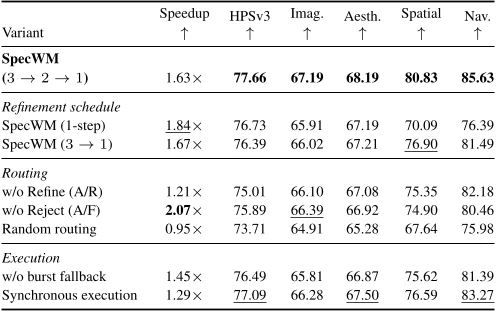 Variant Speedup ↑ HPSv3 ↑ Imag. ↑ Aesth. ↑ Spatial ↑ Nav. ↑
SpecWM
(3 → 2 → 1) 1.63× 77.66 67.19 68.19 80.83 85.63
Refinement schedule
SpecWM (1-step) 1.84× 76.73 65.91 67.19 70.09 76.39
SpecWM (3 → 1) 1.67× 76.39 66.02 67.21 76.90 81.49
Routing
w/o Refine (A/R) 1.21× 75.01 66.10 67.08 75.35 82.18
w/o Reject (A/F) 2.07× 75.89 66.39 66.92 74.90 80.46
Random routing 0.95× 73.71 64.91 65.28 67.64 75.98
Execution
w/o burst fallback 1.45× 76.49 65.81 66.87 75.62 81.39
Synchronous execution 1.29× 77.09 66.28 67.50 76.59 83.27